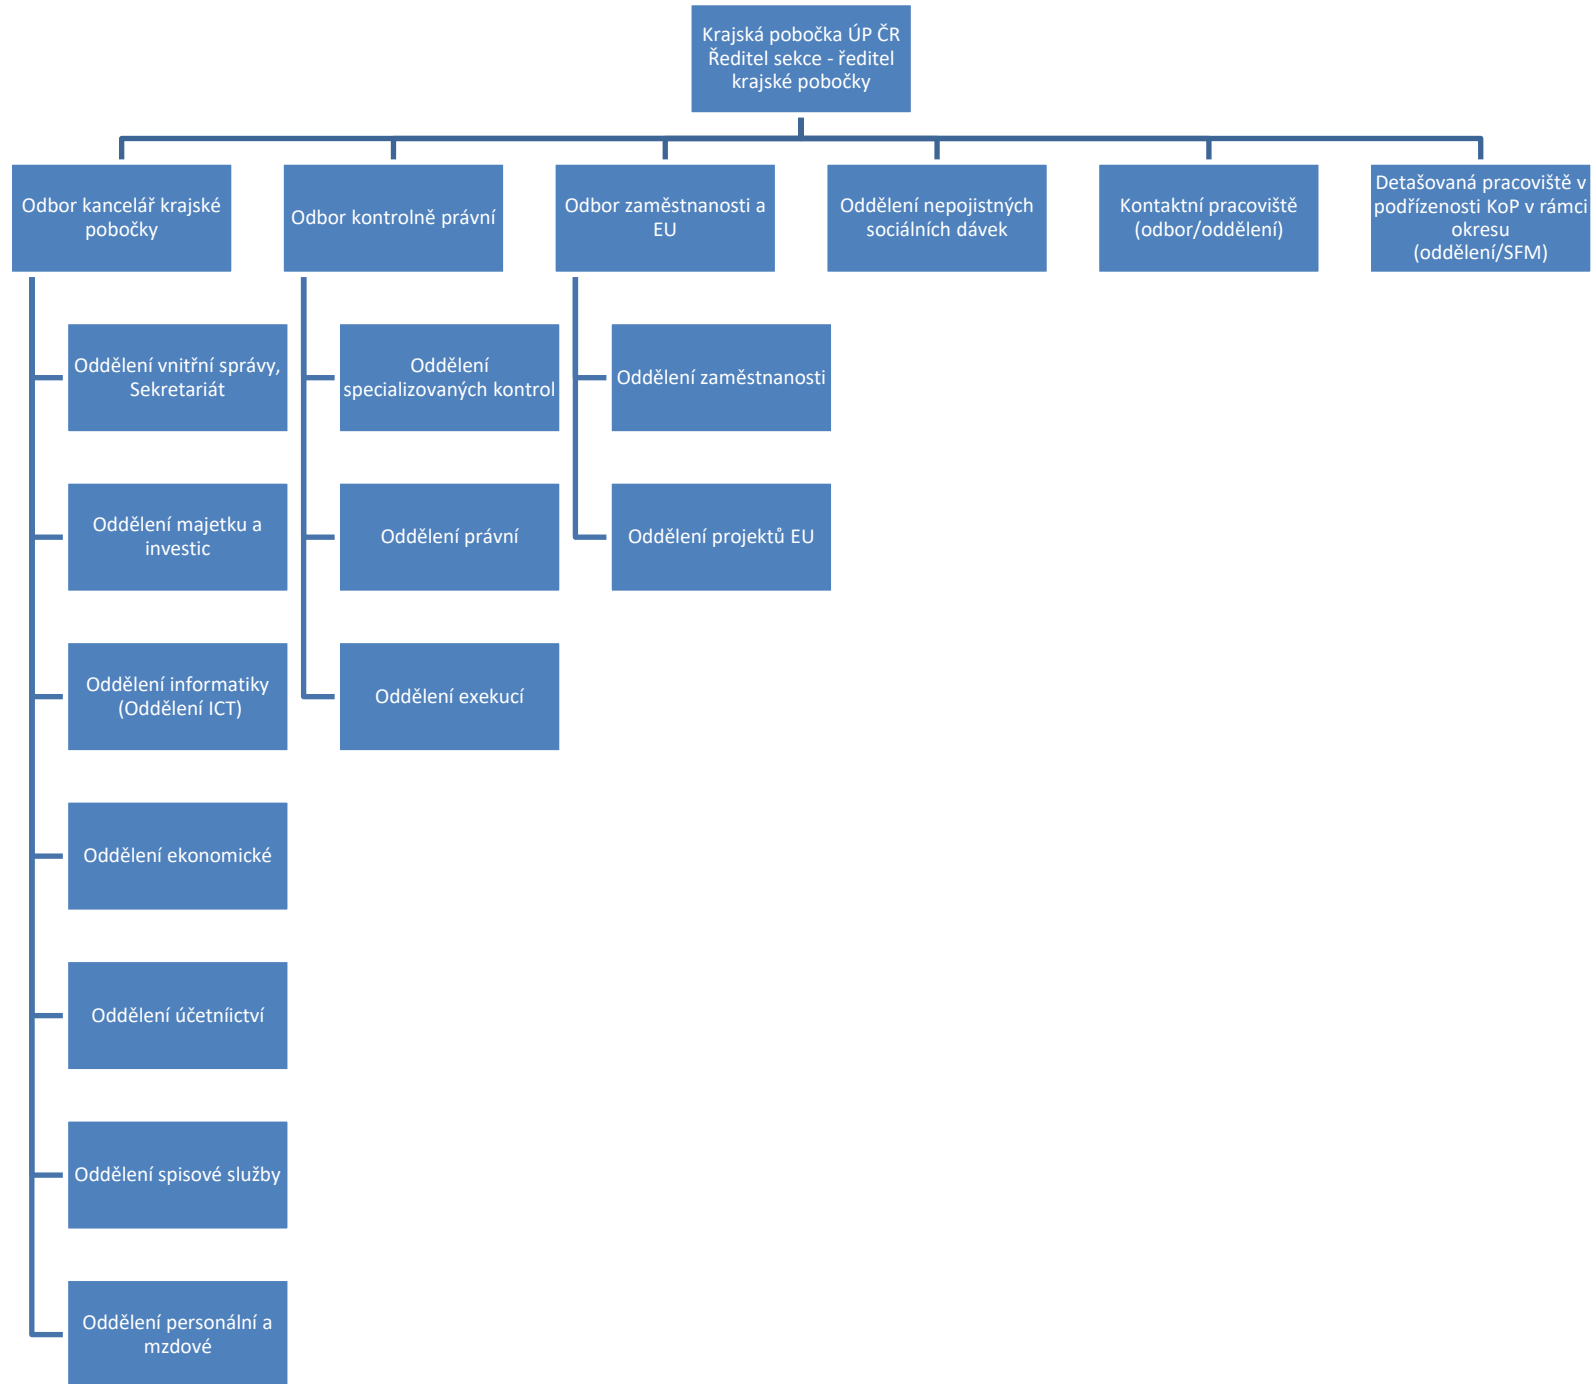 Krajská pobočka ÚP ČR
Ředitel sekce - ředitel
krajské pobočky
Odbor kancelář krajské
pobočky
Odbor kontrolně právní
Odbor zaměstnanosti a
EU
Oddělení nepojistných
sociálních dávek
Kontaktní pracoviště
(odbor/oddělení)
Detašovaná pracoviště v
podřízenosti KoP v rámci
okresu
(oddělení/SFM)
Oddělení vnitřní správy,
Sekretariát
Oddělení
specializovaných kontrol
Oddělení zaměstnanosti
Oddělení majetku a
investic
Oddělení právní
Oddělení projektů EU
Oddělení informatiky
(Oddělení ICT)
Oddělení exekucí
Oddělení ekonomické
Oddělení účetníictví
Oddělení spisové služby
Oddělení personální a
mzdové